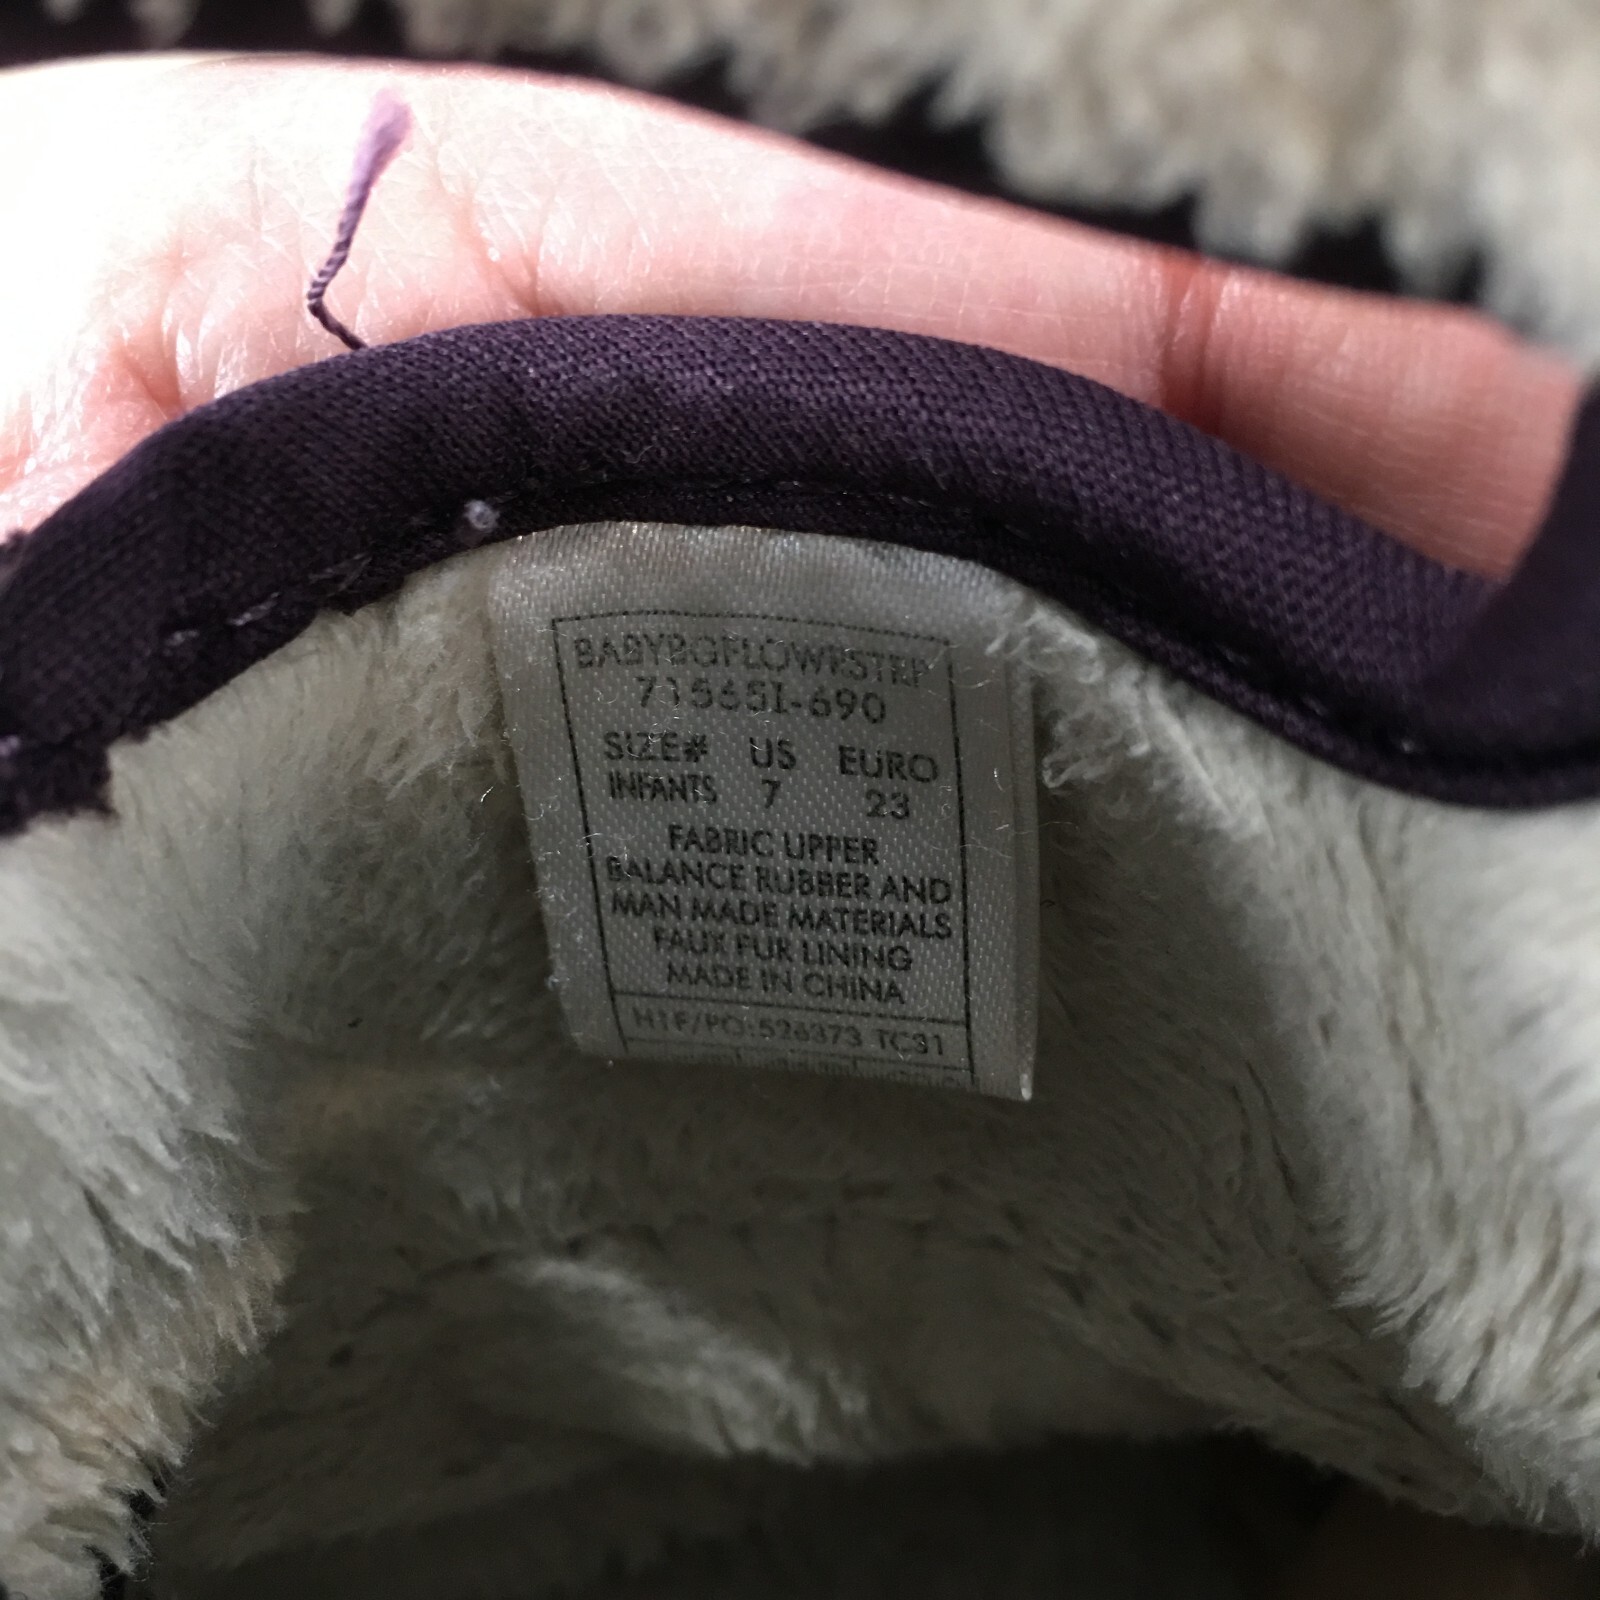 BABYBGFLOWRSTRP
71565I-690
SIZE# US EURO
INFANTS 7 23
FABRIC UPPER
BALANCE RUBBER AND
MAN MADE MATERIALS
FAUX FUR LINING
MADE IN CHINA
H1F/PO:526373 TC31